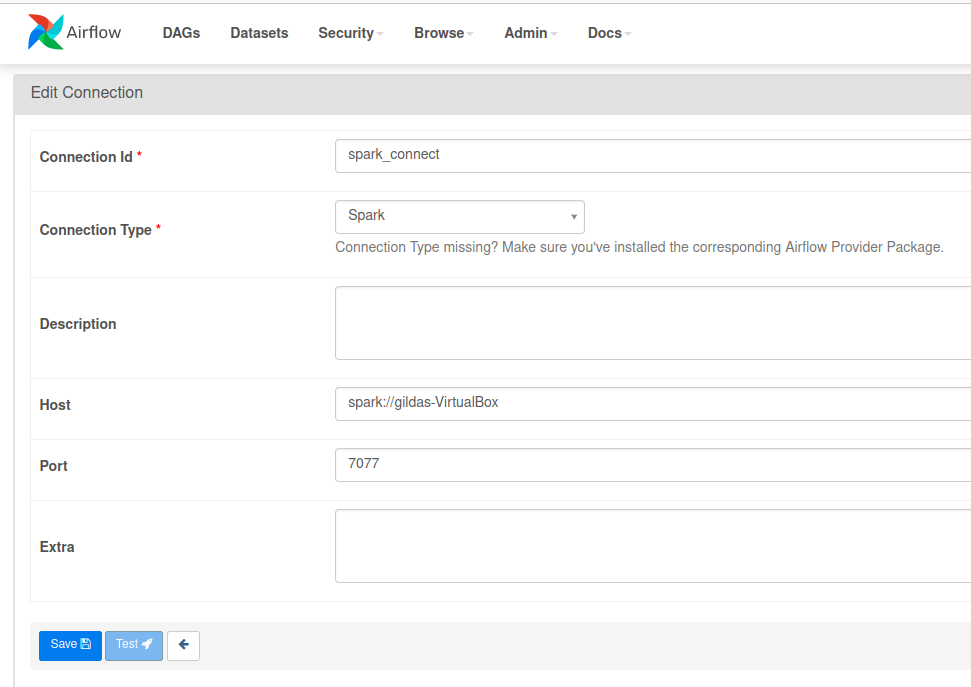 Airflow DAGs Datasets Security Browse Admin Docs
Edit Connection
Connection Id * spark_connect
Connection Type * Spark
Connection Type missing? Make sure you've installed the corresponding Airflow Provider Package.
Description
Host spark://gildas-VirtualBox
Port 7077
Extra
Save Test